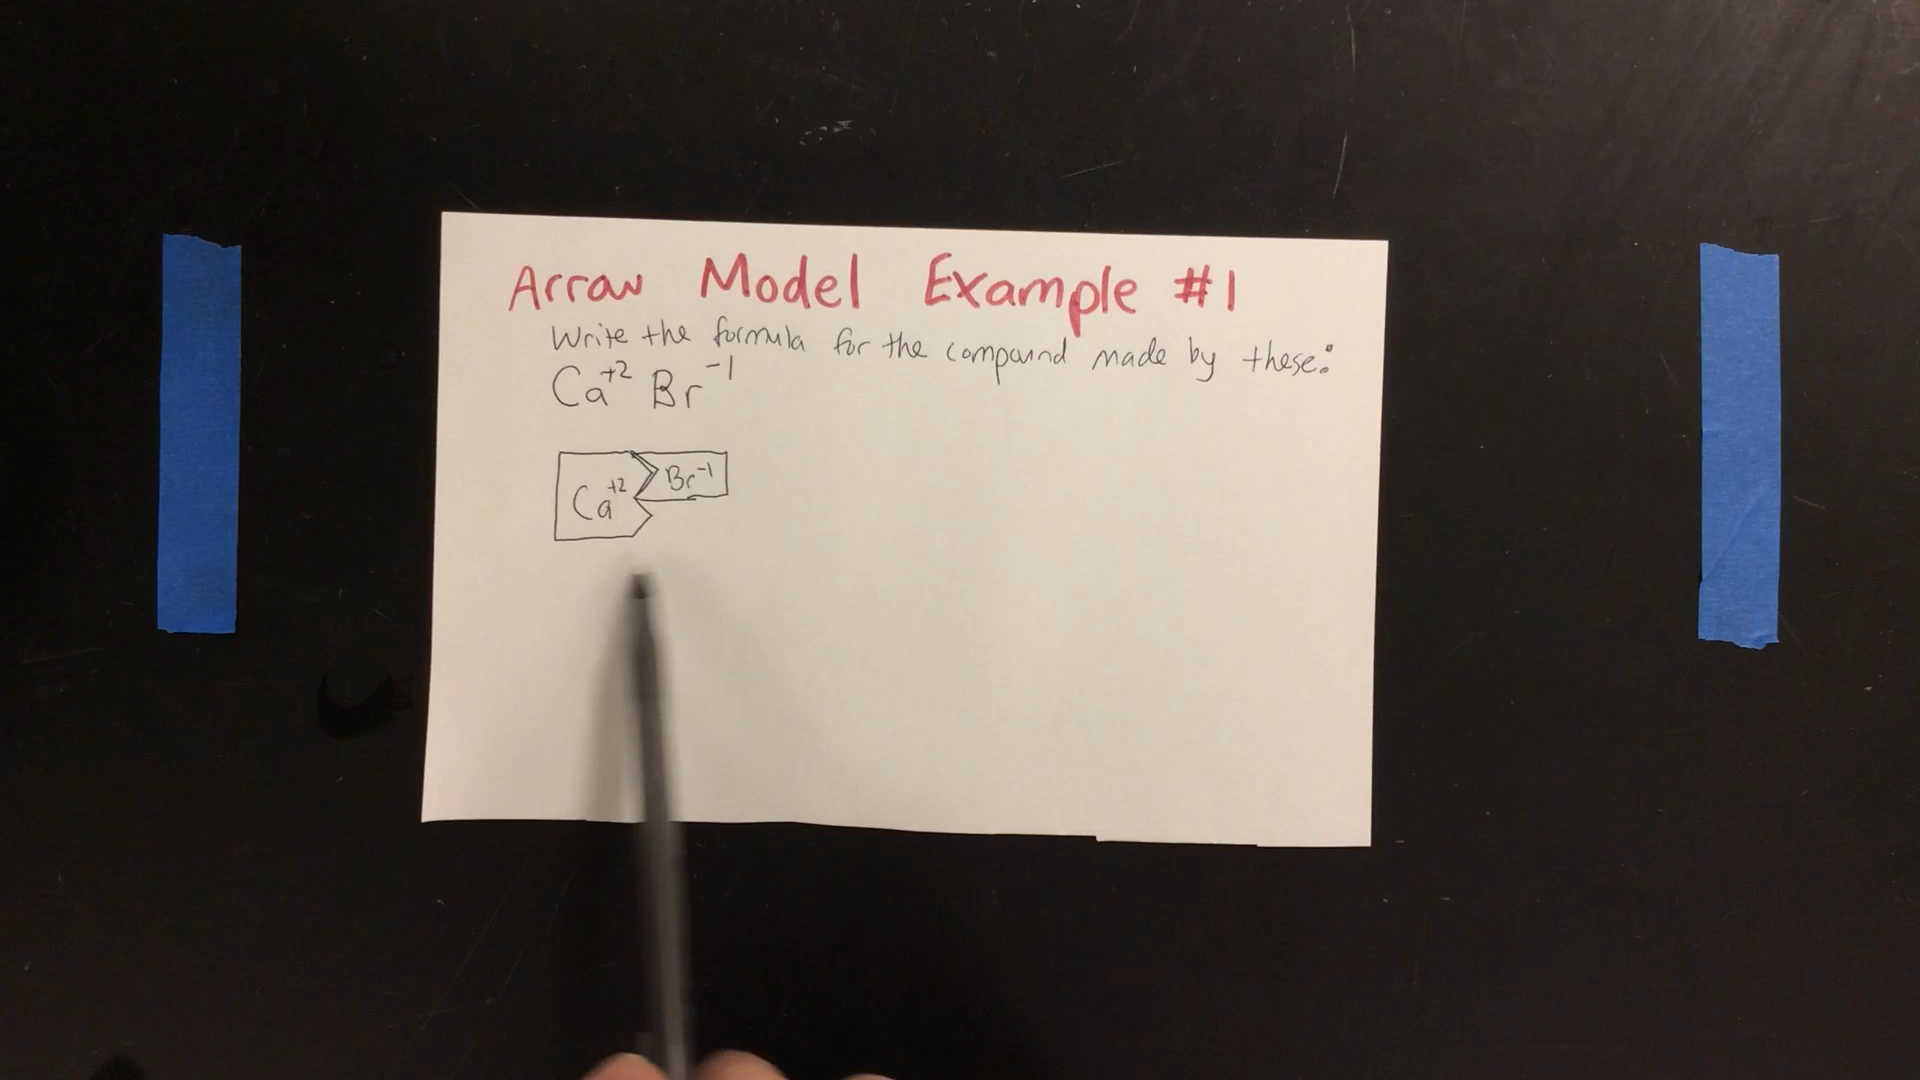 Arrow Model Example #1
Write the formula for the compound made by these:
Ca+2 Br-1
Ca+2 Br-1